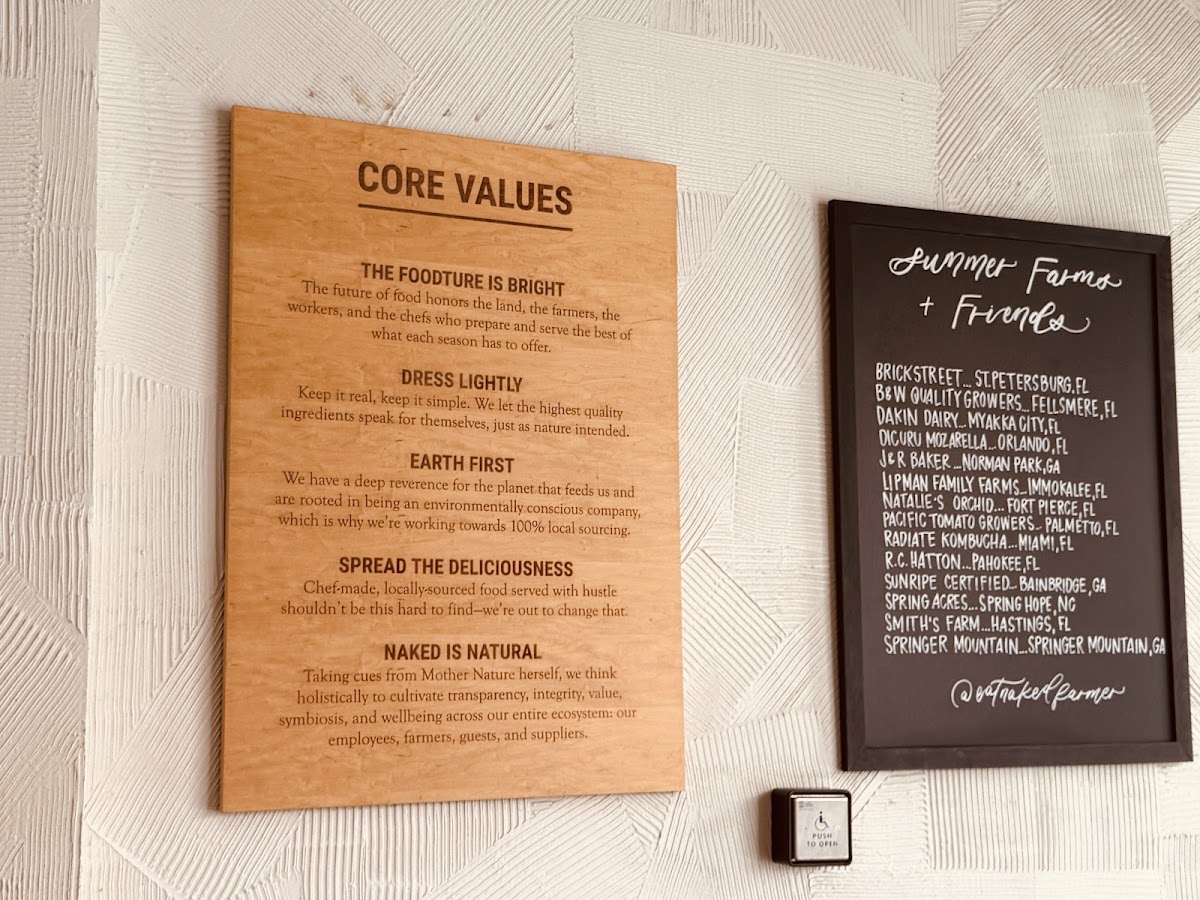 CORE VALUES
THE FOODTURE IS BRIGHT
The future of food honors the land, the farmers, the
workers, and the chefs who prepare and serve the best of
what each season has to offer.
DRESS LIGHTLY
Keep it real, keep it simple. We let the highest quality
ingredients speak for themselves, just as nature intended.
EARTH FIRST
We have a deep reverence for the planet that feeds us and
are rooted in being an environmentally conscious company,
which is why we're working towards 100% local sourcing.
SPREAD THE DELICIOUSNESS
Chef-made, locally-sourced food served with hustle
shouldn't be this hard to find—we're out to change that.
NAKED IS NATURAL
Taking cues from Mother Nature herself, we think
holistically to cultivate transparency, integrity, value,
symbiosis, and wellbeing across our entire ecosystem: our
employees, farmers, guests, and suppliers.
Summer Farms
+ Friends
BRICKSTREET... ST.PETERSBURG,FL
B&W QUALITY GROWERS...FELLSMERE,FL
DAKIN DAIRY...MYAKKA CITY,FL
DICURU MOZARELLA...ORLANDO,FL
J&R BAKER...NORMAN PARK,GA
LIPMAN FAMILY FARMS...IMMOKALEE,FL
NATALIE'S ORCHID... FORT PIERCE,FL
PACIFIC TOMATO GROWERS... PALMETTO,FL
RADIATE KOMBUCHA...MIAMI,FL
R.C. HATTON...PAHOKEE,FL
SUNRIPE CERTIFIED...BAINBRIDGE,GA
SPRING ACRES...SPRING HOPE,NC
SMITH'S FARM...HASTINGS,FL
SPRINGER MOUNTAIN...SPRINGER MOUNTAIN,GA
@eatnakedfarmer
PUSH
TO OPEN